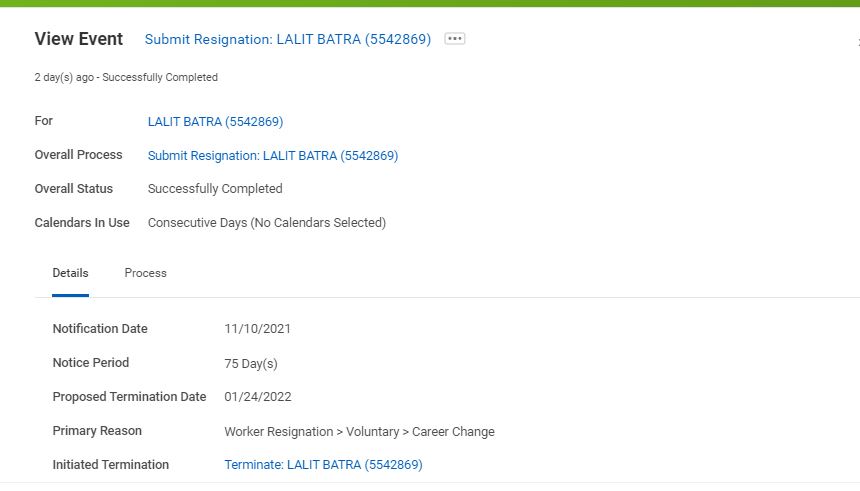 View Event Submit Resignation: LALIT BATRA (5542869)
2 day(s) ago - Successfully Completed
For LALIT BATRA (5542869)
Overall Process Submit Resignation: LALIT BATRA (5542869)
Overall Status Successfully Completed
Calendars In Use Consecutive Days (No Calendars Selected)
Details Process
Notification Date 11/10/2021
Notice Period 75 Day(s)
Proposed Termination Date 01/24/2022
Primary Reason Worker Resignation > Voluntary > Career Change
Initiated Termination Terminate: LALIT BATRA (5542869)